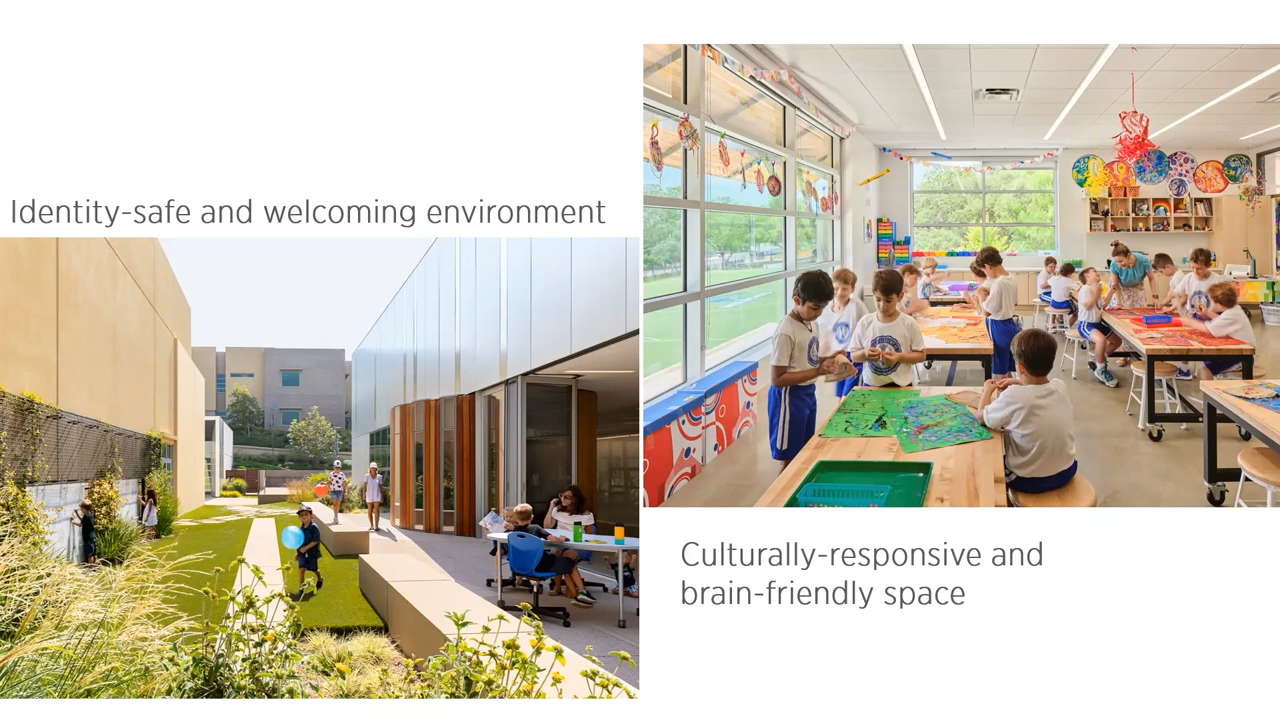 Identity-safe and welcoming environment
Culturally-responsive and
brain-friendly space